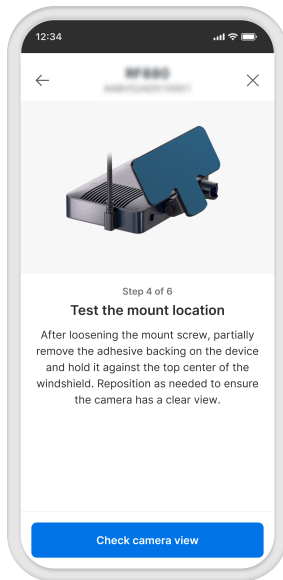 12:34
Step 4 of 6
Test the mount location
After loosening the mount screw, partially
remove the adhesive backing on the device
and hold it against the top center of the
windshield. Reposition as needed to ensure
the camera has a clear view.
Check camera view